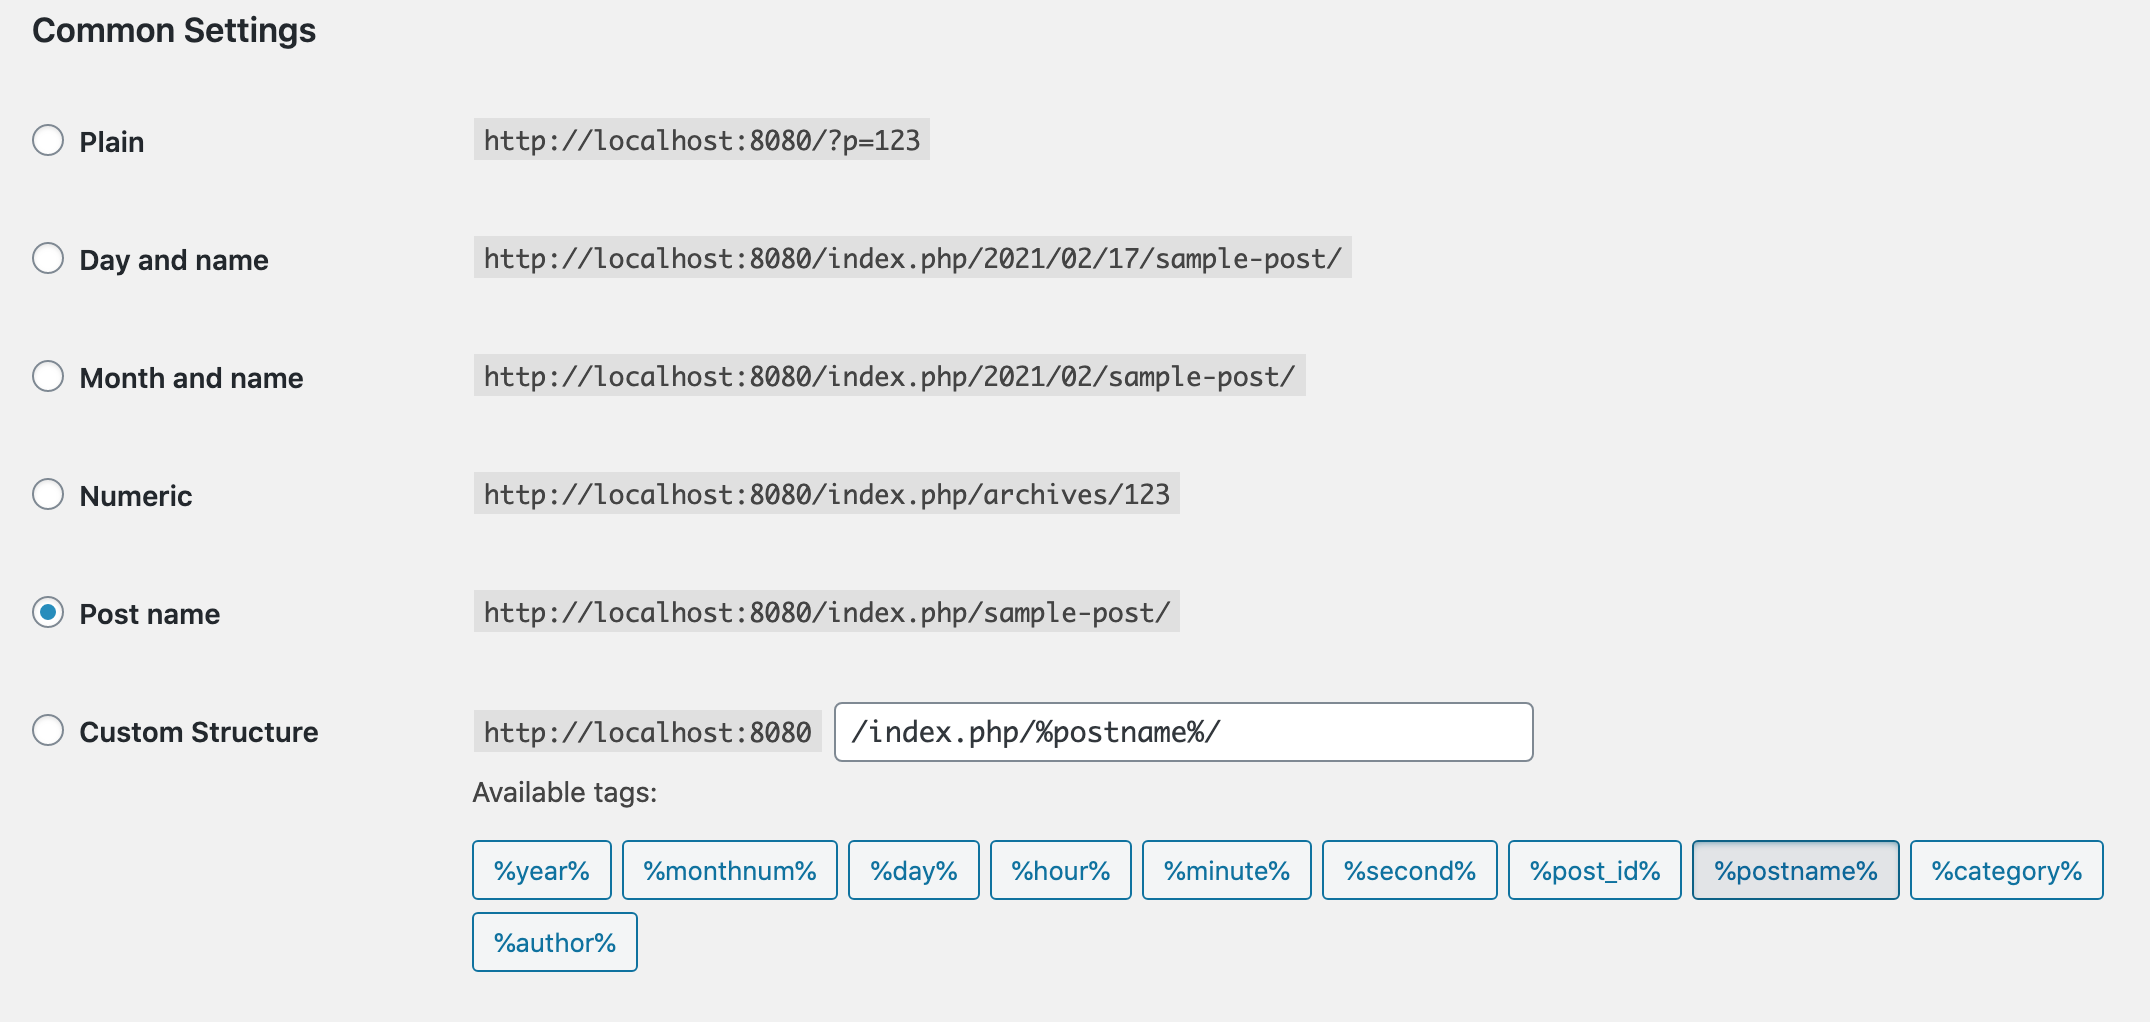 Common Settings
Plain http://localhost:8080/?p=123
Day and name http://localhost:8080/index.php/2021/02/17/sample-post/
Month and name http://localhost:8080/index.php/2021/02/sample-post/
Numeric http://localhost:8080/index.php/archives/123
Post name http://localhost:8080/index.php/sample-post/
Custom Structure http://localhost:8080 /index.php/%postname%/
Available tags:
%year% %monthnum% %day% %hour% %minute% %second% %post_id% %postname% %category%
%author%